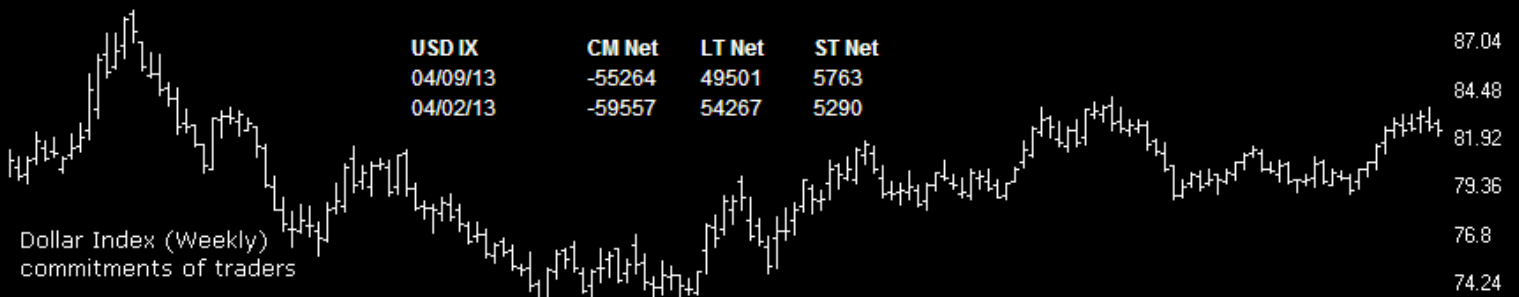 USD IX CM Net LT Net ST Net
04/09/13 -55264 49501 5763
04/02/13 -59557 54267 5290
87.04
84.48
81.92
79.36
76.8
74.24
Dollar Index (Weekly)
commitments of traders